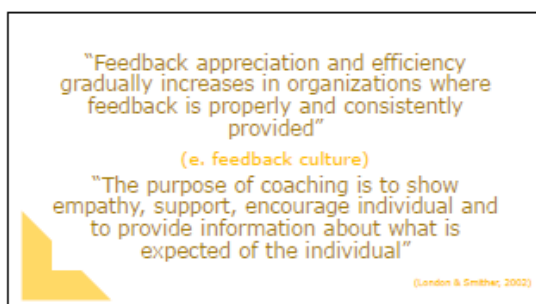 “Feedback appreciation and efficiency
gradually increases in organizations where
feedback is properly and consistently
provided”
(e. feedback culture)
“The purpose of coaching is to show
empathy, support, encourage individual and
to provide information about what is
expected of the individual”
(London & Smither, 2002)